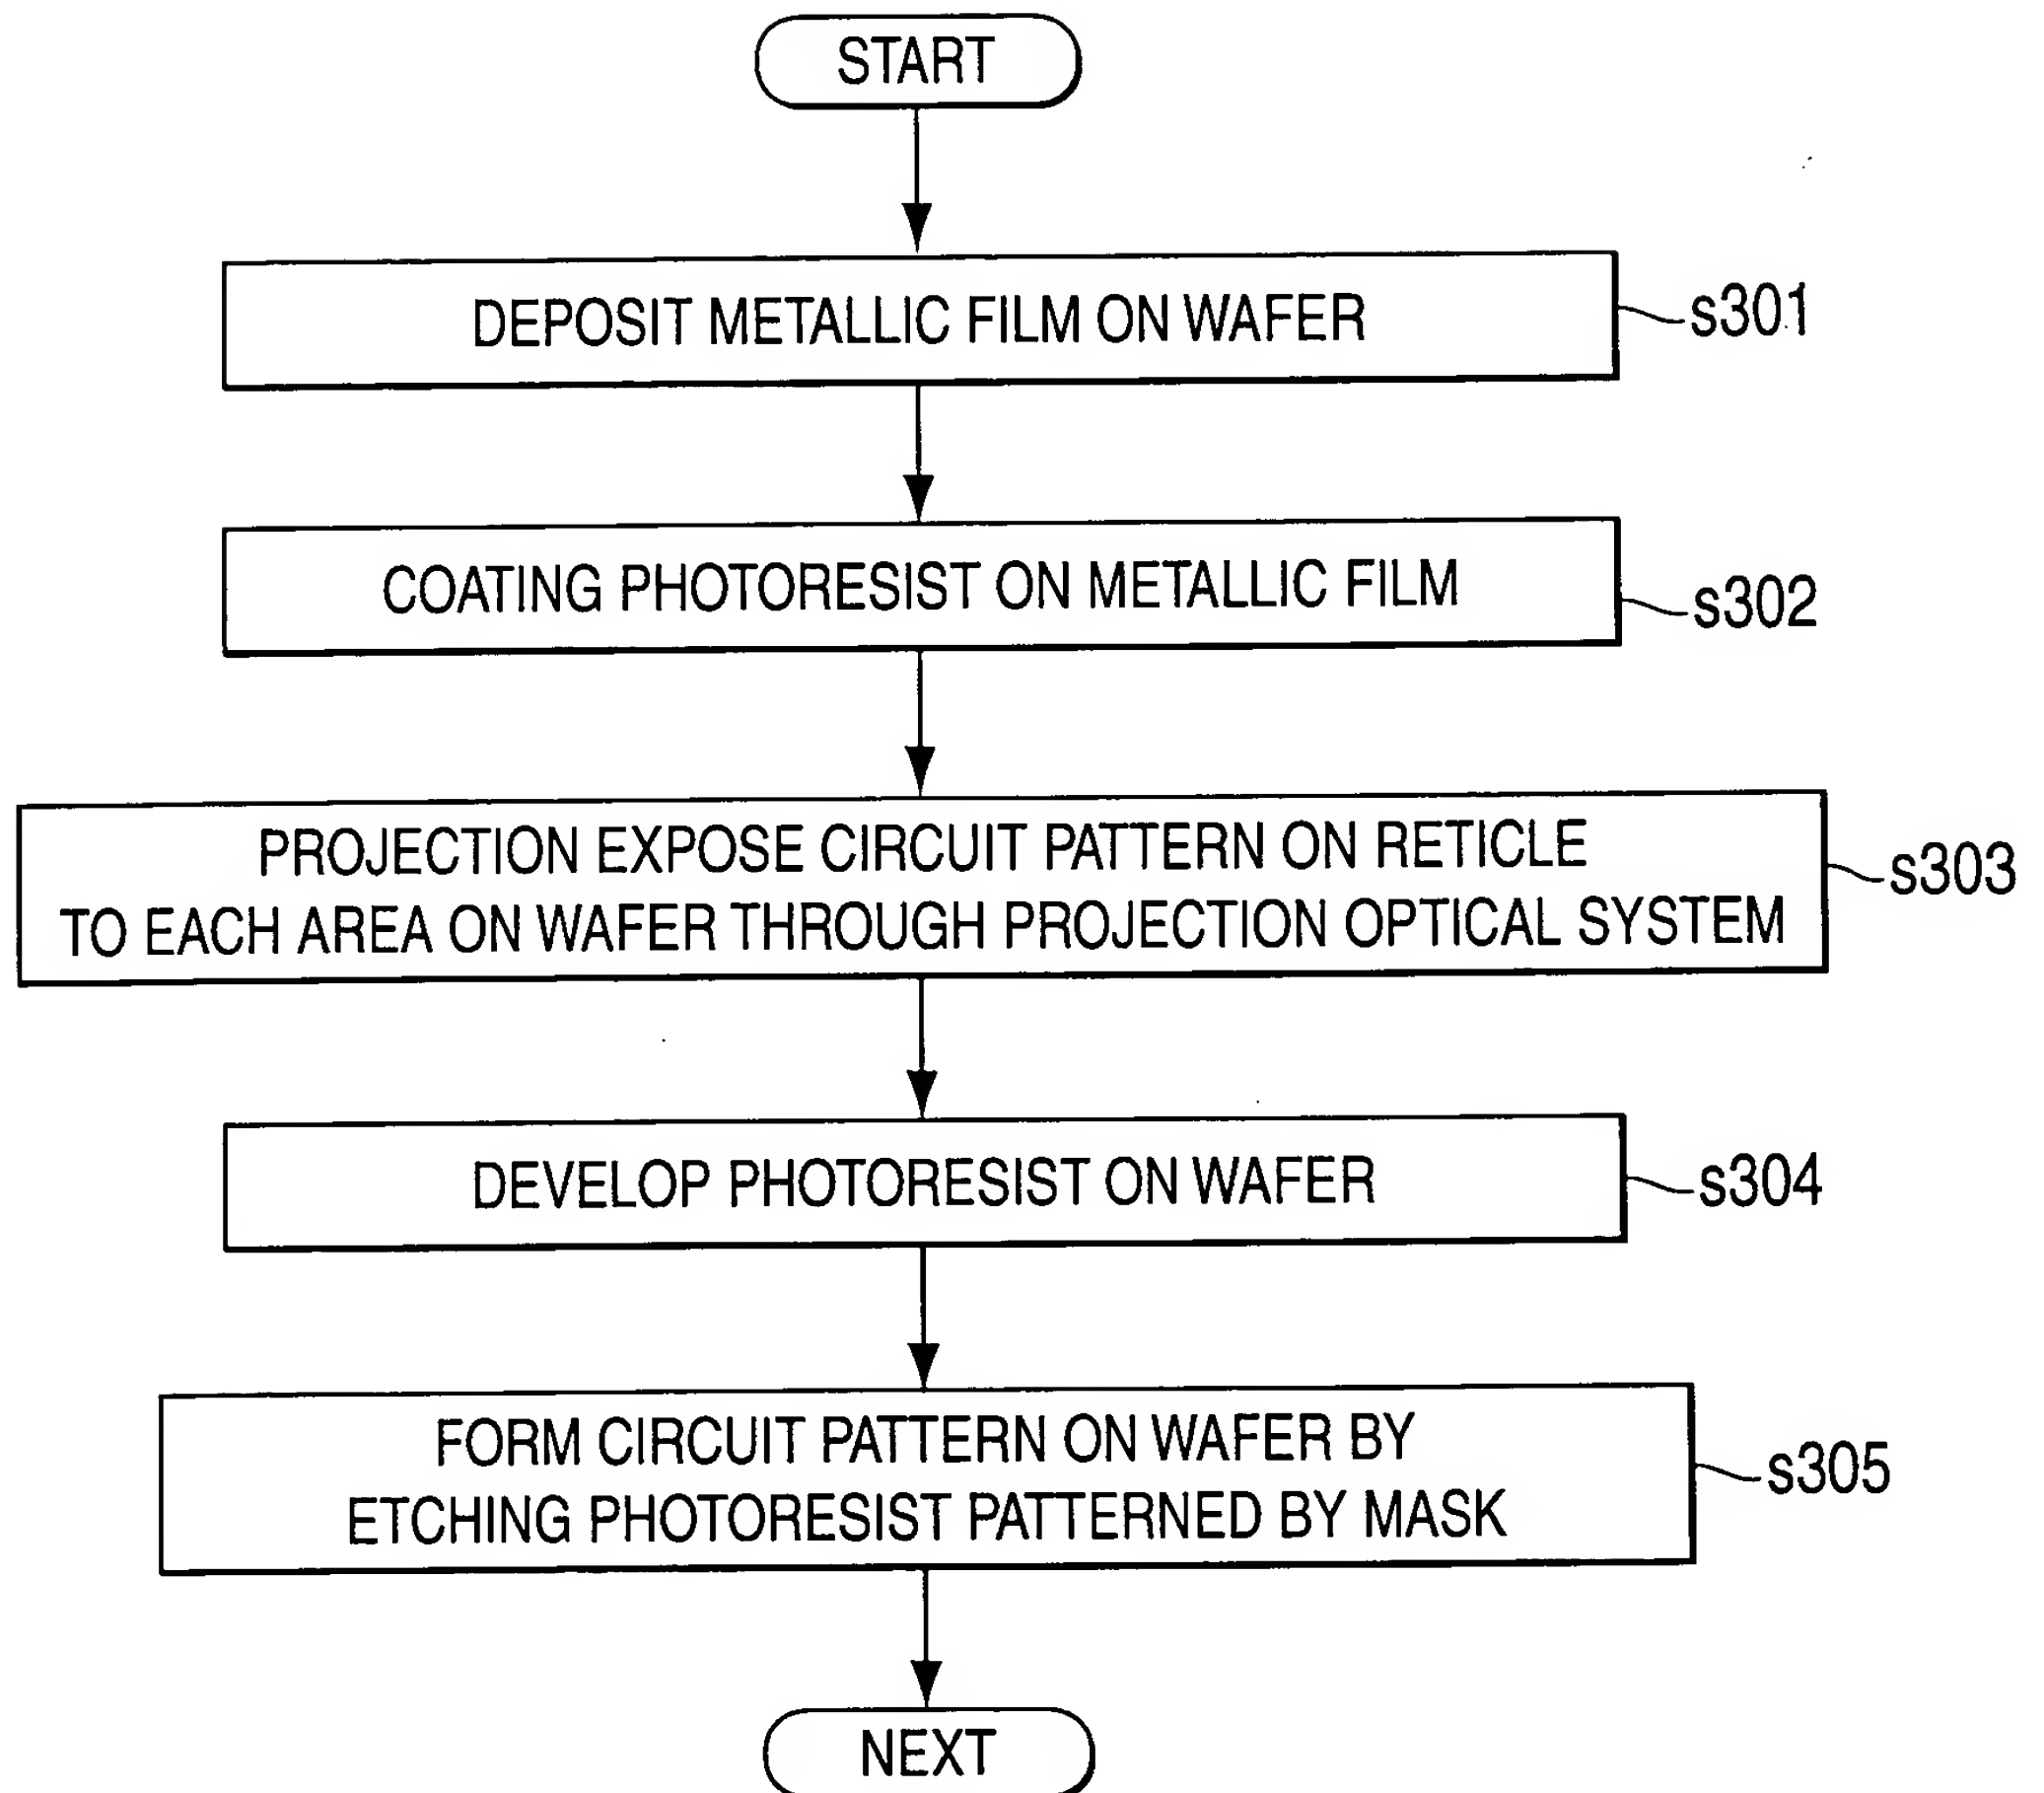 START
DEPOSIT METALLIC FILM ON WAFER
s301
COATING PHOTORESIST ON METALLIC FILM
s302
PROJECTION EXPOSE CIRCUIT PATTERN ON RETICLE
TO EACH AREA ON WAFER THROUGH PROJECTION OPTICAL SYSTEM
s303
DEVELOP PHOTORESIST ON WAFER
s304
FORM CIRCUIT PATTERN ON WAFER BY
ETCHING PHOTORESIST PATTERNED BY MASK
s305
NEXT